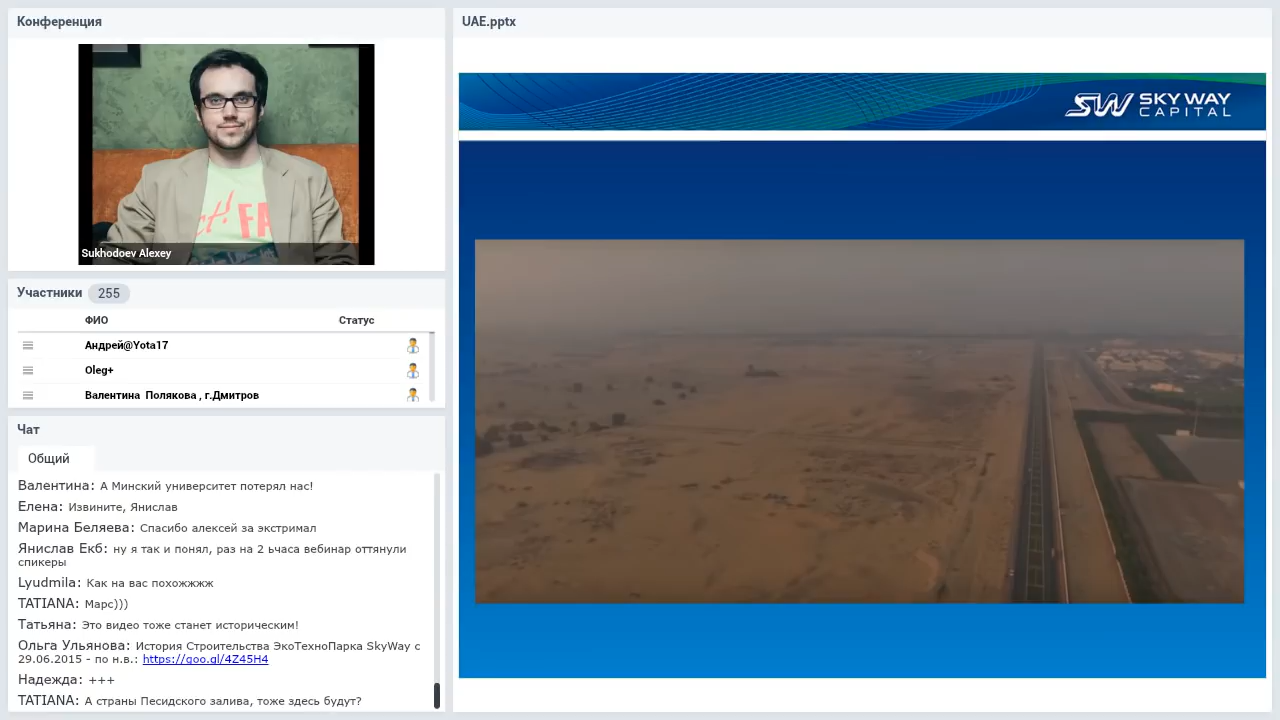 Конференция
Sukhodoev Alexey
Участники 255
ФИО Статус
Андрей@Yota17
Oleg+
Валентина Полякова , г.Дмитров
Чат
Общий
Валентина: А Минский университет потерял нас!
Елена: Извините, Янислав
Марина Беляева: Спасибо алексей за экстримал
Янислав Екб: ну я так и понял, раз на 2 ьчаса вебинар оттянули
спикеры
Lyudmila: Как на вас похожжжж
TATIANA: Марс)))
Татьяна: Это видео тоже станет историческим!
Ольга Ульянова: История Строительства ЭкоТехноПарка SkyWay с
29.06.2015 - по н.в.: https://goo.gl/4Z45H4
Надежда: +++
TATIANA: А страны Песидского залива, тоже здесь будут?
UAE.pptx
SW SKY WAY
CAPITAL